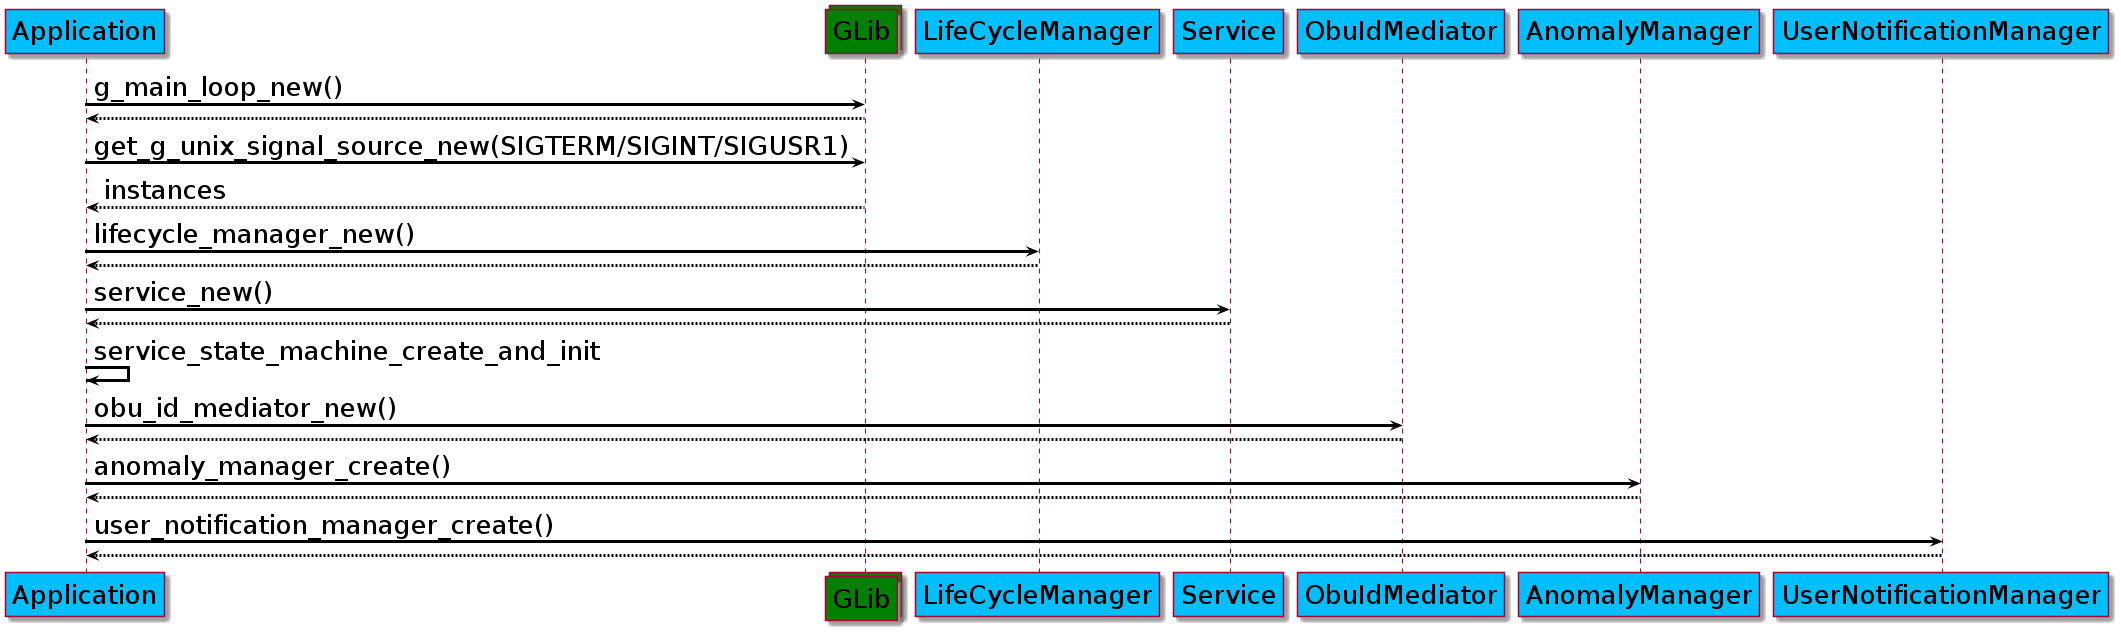 Application GLib LifeCycleManager Service ObuIdMediator AnomalyManager UserNotificationManager
g_main_loop_new()
get_g_unix_signal_source_new(SIGTERM/SIGINT/SIGUSR1)
instances
lifecycle_manager_new()
service_new()
service_state_machine_create_and_init
obu_id_mediator_new()
anomaly_manager_create()
user_notification_manager_create()
Application GLib LifeCycleManager Service ObuIdMediator AnomalyManager UserNotificationManager